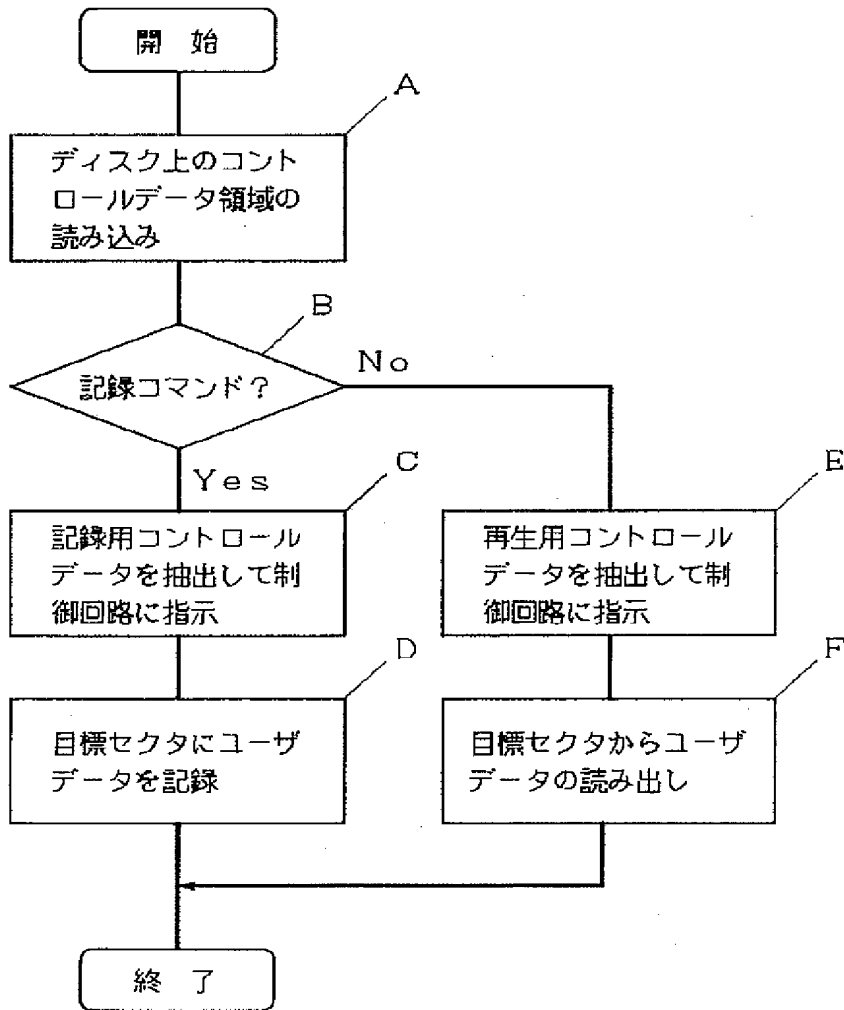 開 始
A
ディスク上のコント
ロールデータ領域の
読み込み
B
記録コマンド？
No
Yes
C
記録用コントロール
データを抽出して制
御回路に指示
E
再生用コントロール
データを抽出して制
御回路に指示
D
目標セクタにユーザ
データを記録
F
目標セクタからユーザ
データの読み出し
終 了